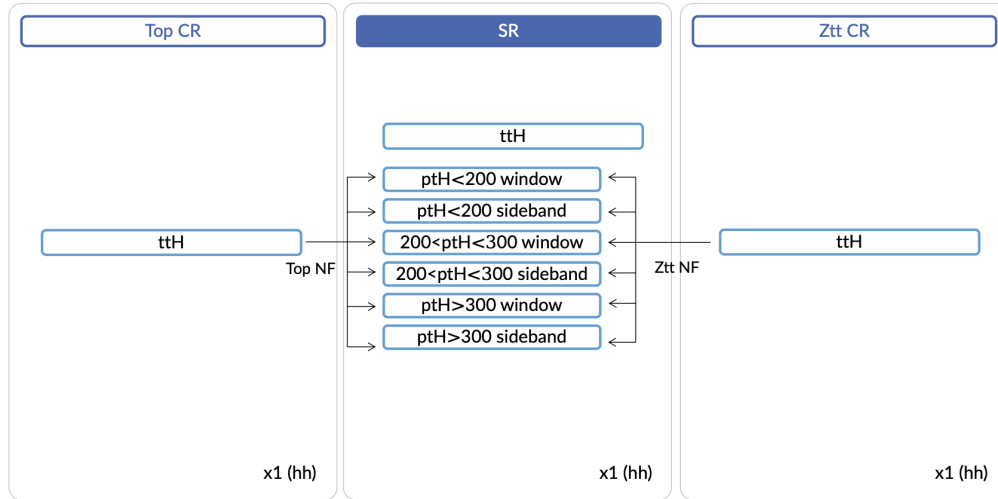 Top CR
SR
Ztt CR
ttH
ptH<200 window
ptH<200 sideband
ttH
200<ptH<300 window
ttH
Top NF
200<ptH<300 sideband
Ztt NF
ptH>300 window
ptH>300 sideband
x1 (hh)
x1 (hh)
x1 (hh)